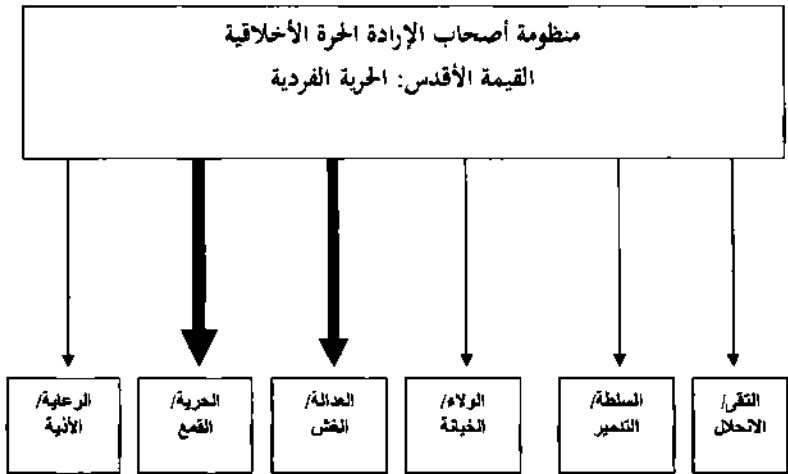 منظومة أصحاب الإرادة الحرة الأخلاقية
القيمة الأقدس: الحرية الفردية
التقى/
الانحلال
السلطة/
التدمير
الولاء/
الخيانة
العدالة/
الغش
الحرية/
القمع
الرعاية/
الأذية